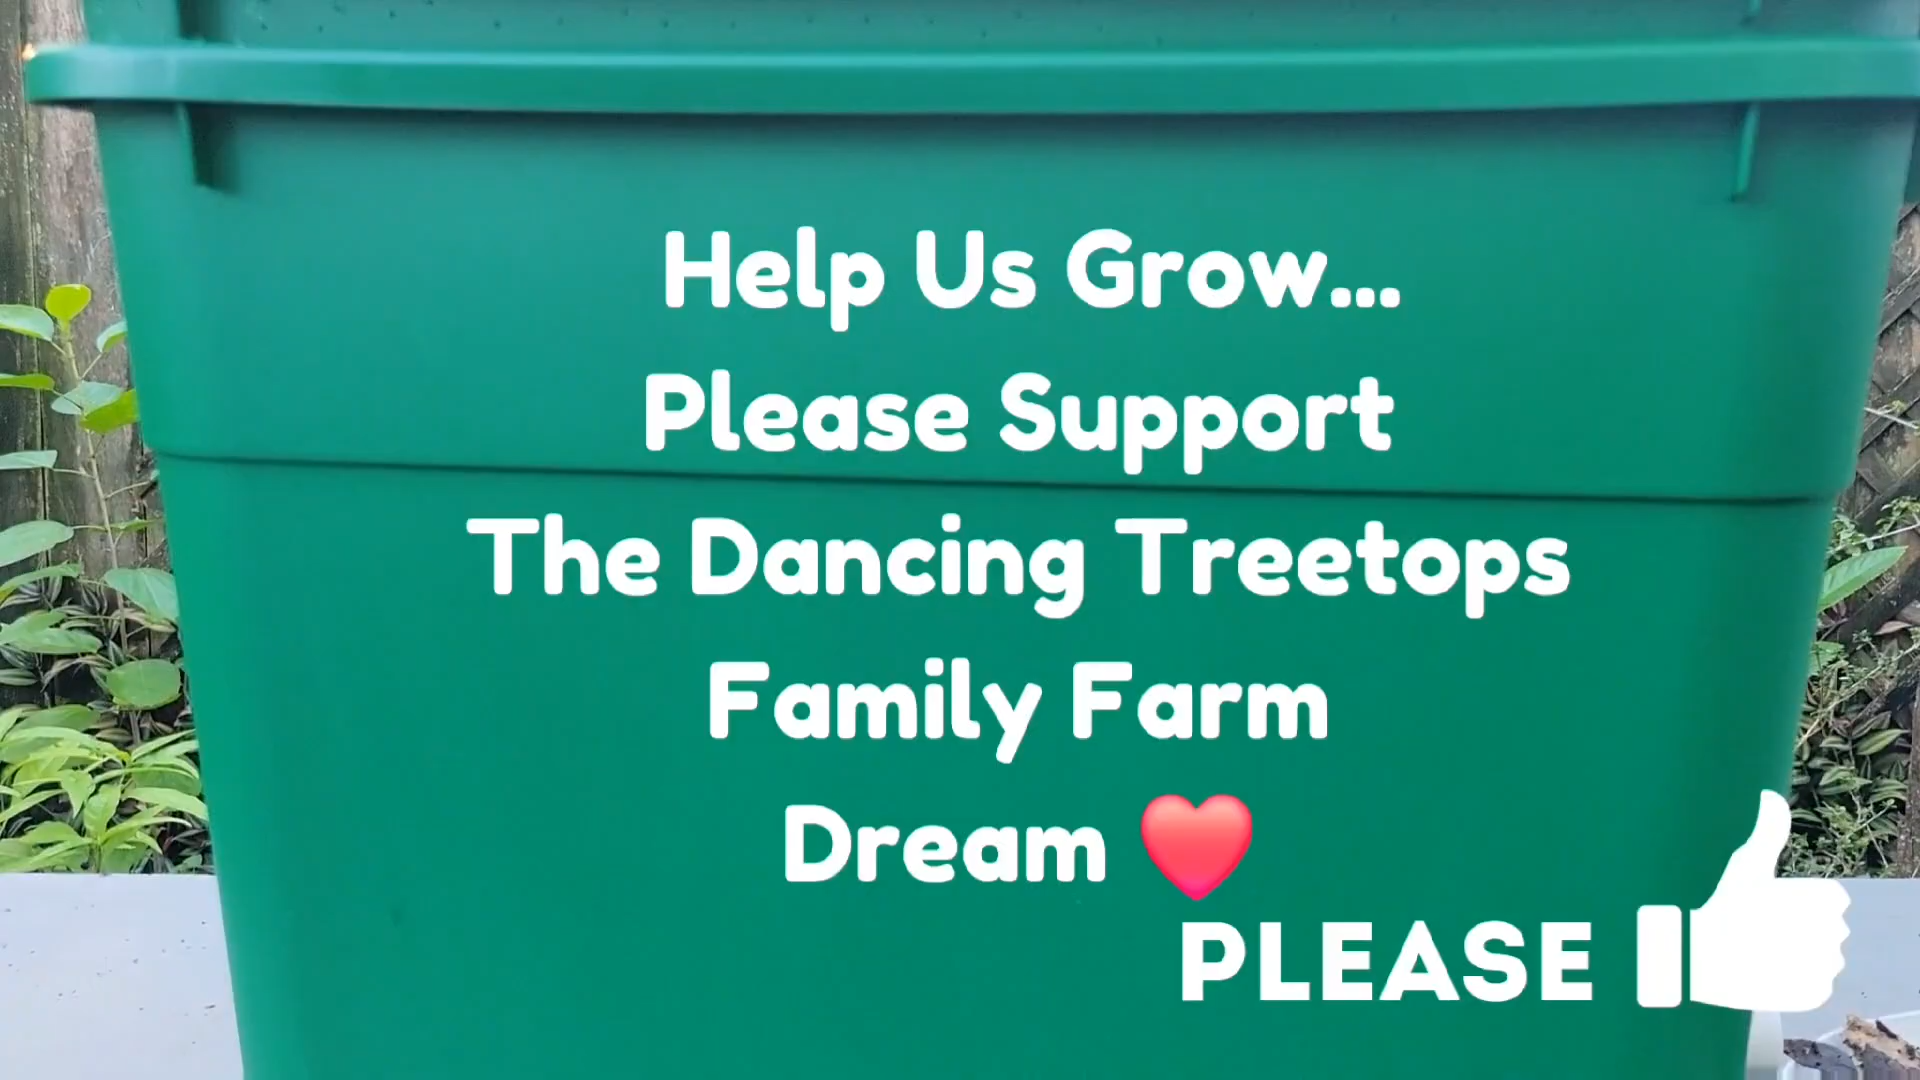 Help Us Grow...
Please Support
The Dancing Treetops
Family Farm
Dream ❤️
PLEASE 👍